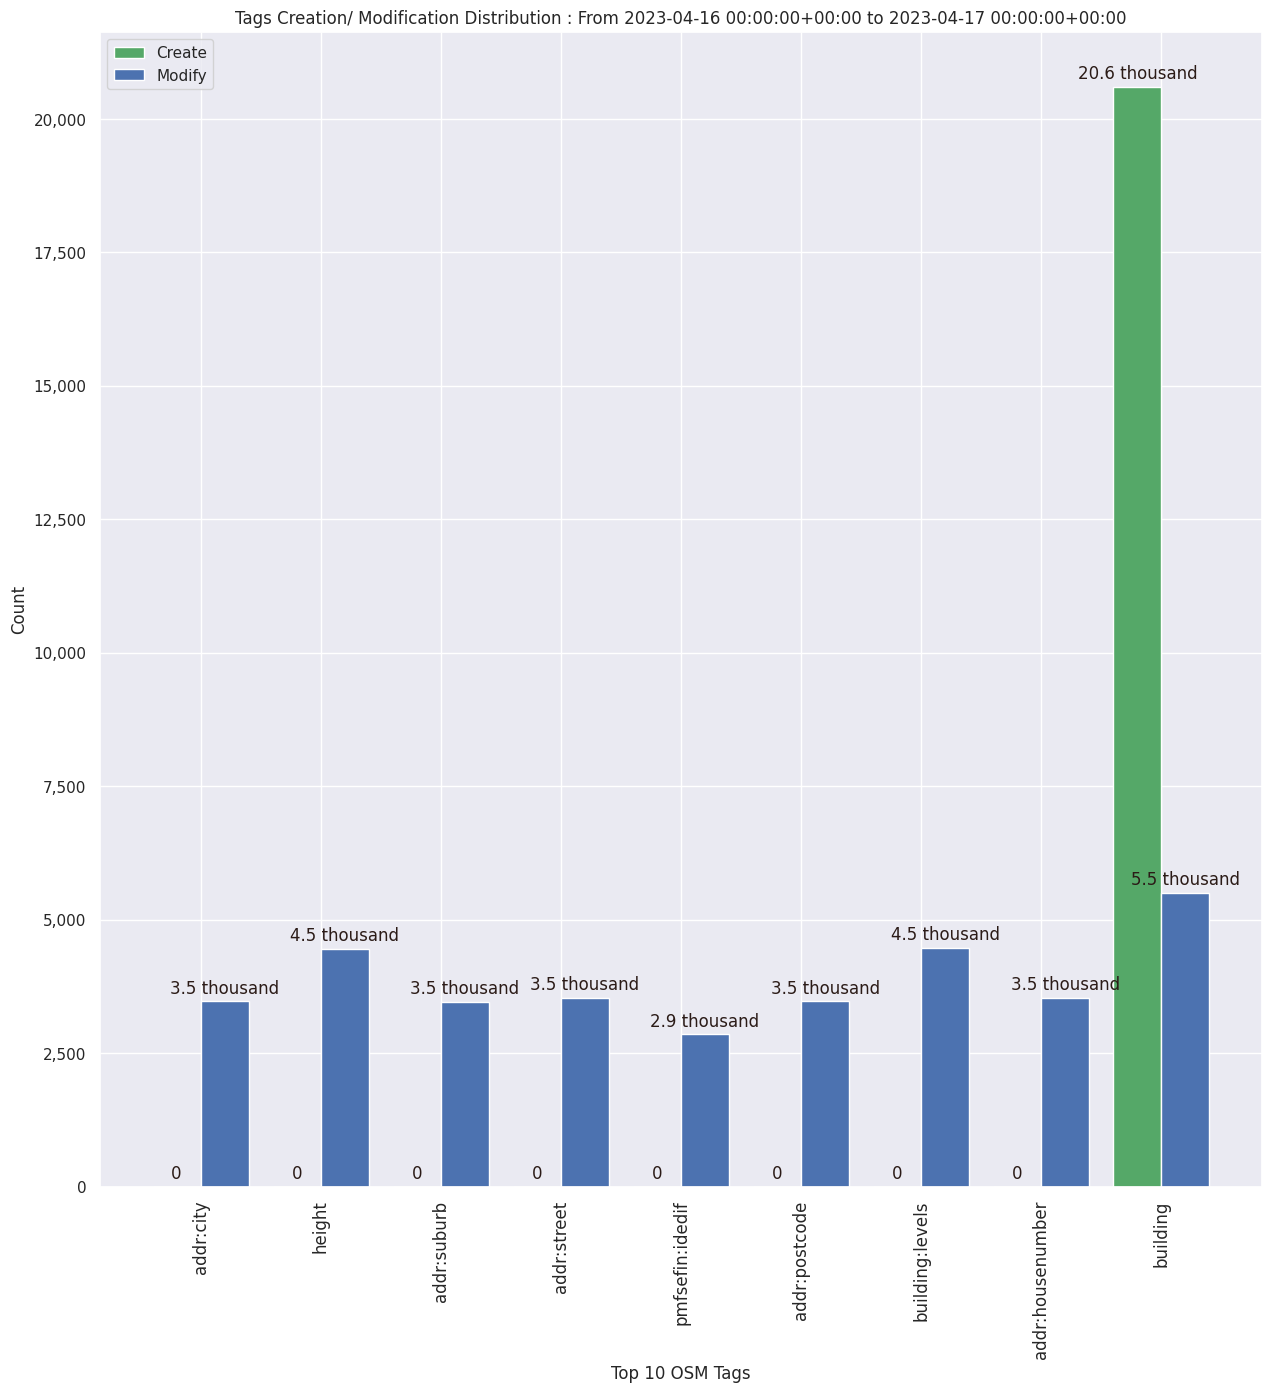 Tags Creation/ Modification Distribution : From 2023-04-16 00:00:00+00:00 to 2023-04-17 00:00:00+00:00
Create
Modify
20.6 thousand
20,000
17,500
15,000
12,500
10,000
7,500
5,000
2,500
0
Count
5.5 thousand
4.5 thousand
4.5 thousand
3.5 thousand
3.5 thousand
3.5 thousand
3.5 thousand
3.5 thousand
2.9 thousand
0
0
0
0
0
0
0
0
addr:city
height
addr:suburb
addr:street
pmfsefin:idedif
addr:postcode
building:levels
addr:housenumber
building
Top 10 OSM Tags